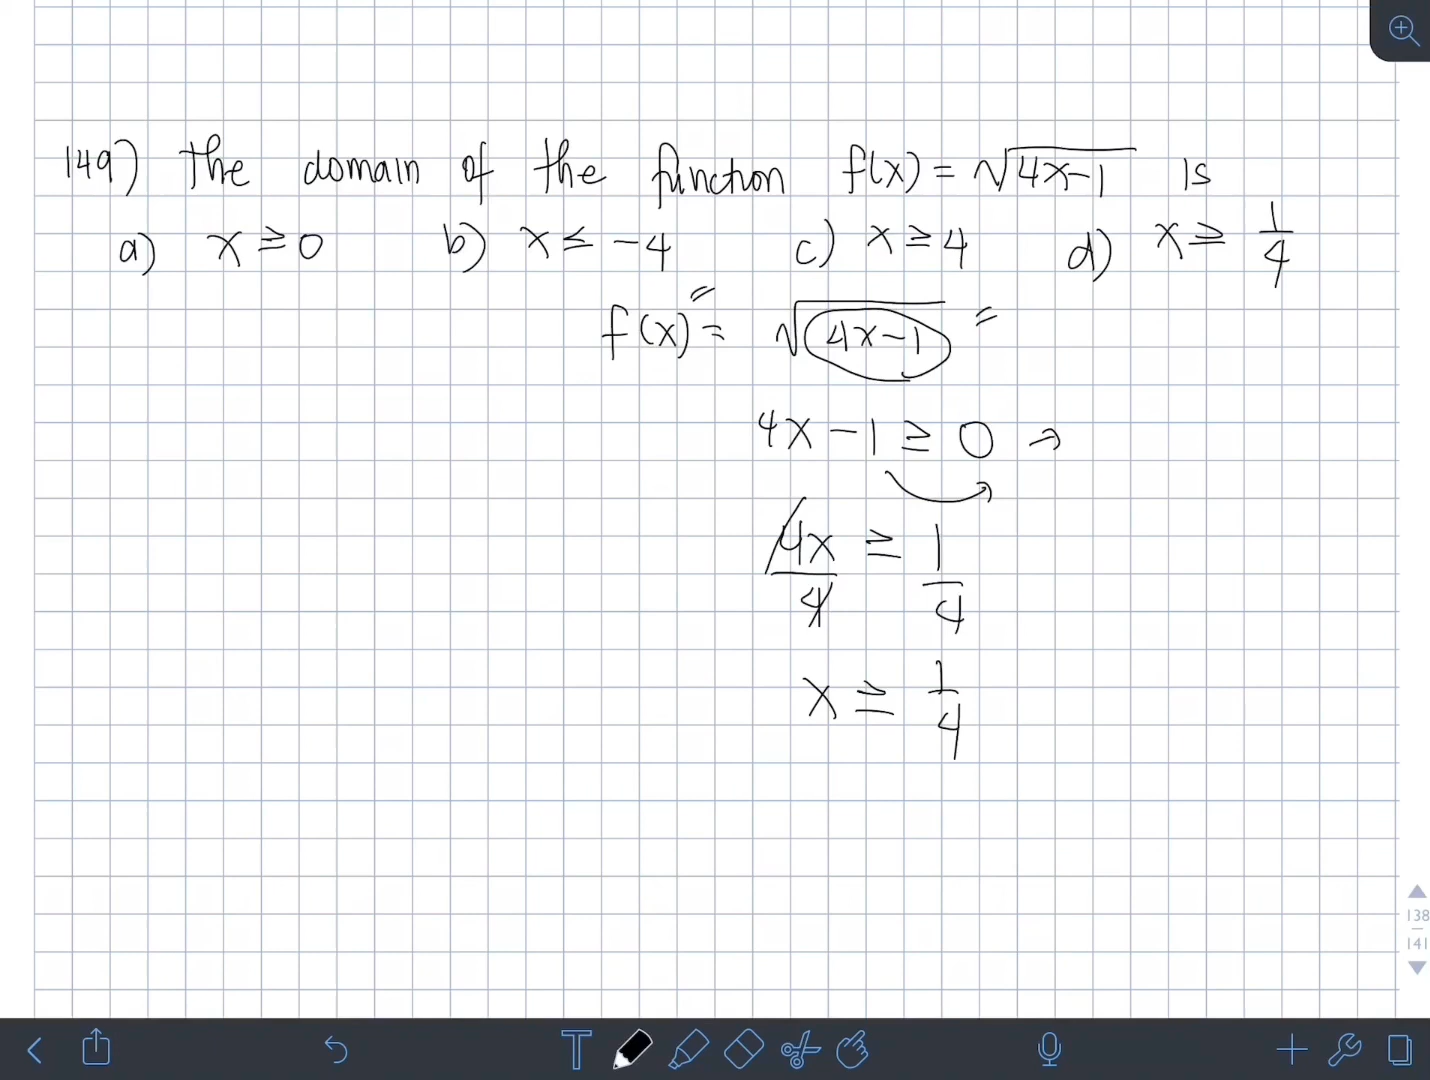 149) The domain of the function f(x) = √4x-1 is
a) x ≥ 0 b) x ≤ -4 c) x ≥ 4 d) x ≥ 1/4
f(x) = √4x-1 =
4x - 1 ≥ 0 ⇒
4x/4 ≥ 1/4
x ≥ 1/4
138
141
T